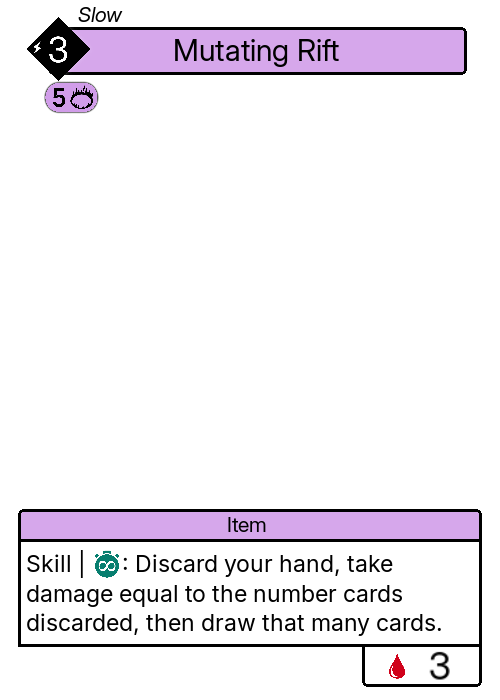 Slow
3 Mutating Rift
5
Item
Skill | ∞: Discard your hand, take
damage equal to the number cards
discarded, then draw that many cards.
3